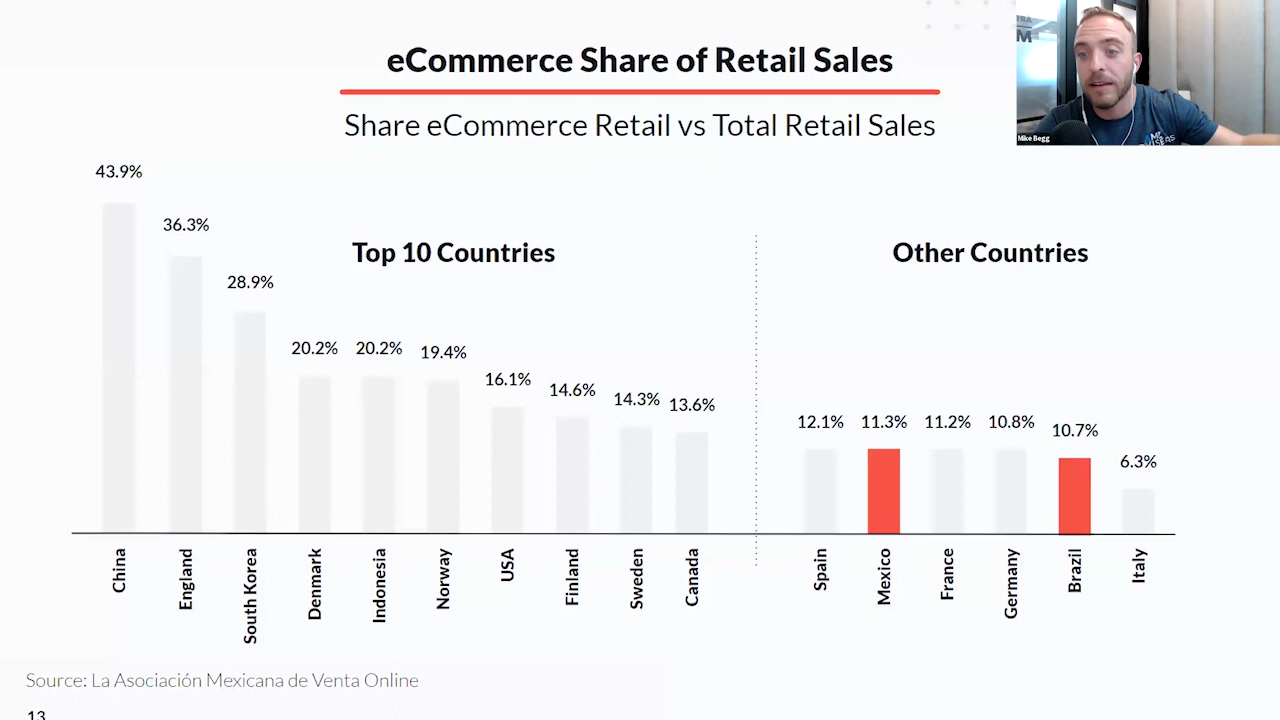 eCommerce Share of Retail Sales
Share eCommerce Retail vs Total Retail Sales
Mike Begg
43.9%
36.3%
28.9%
20.2%
20.2%
19.4%
16.1%
14.6%
14.3%
13.6%
Top 10 Countries
China
England
South Korea
Denmark
Indonesia
Norway
USA
Finland
Sweden
Canada
Other Countries
12.1%
11.3%
11.2%
10.8%
10.7%
6.3%
Spain
Mexico
France
Germany
Brazil
Italy
Source: La Asociación Mexicana de Venta Online
13